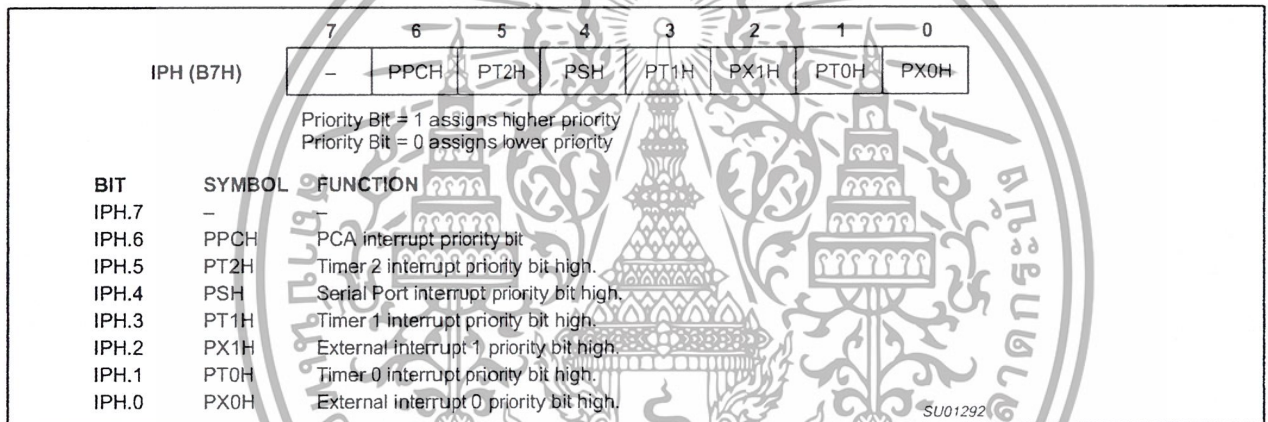 7 6 5 4 3 2 1 0
IPH (B7H) – PPCH PT2H PSH PT1H PX1H PT0H PX0H
Priority Bit = 1 assigns higher priority
Priority Bit = 0 assigns lower priority
BIT SYMBOL FUNCTION
IPH.7 – –
IPH.6 PPCH PCA interrupt priority bit
IPH.5 PT2H Timer 2 interrupt priority bit high.
IPH.4 PSH Serial Port interrupt priority bit high.
IPH.3 PT1H Timer 1 interrupt priority bit high.
IPH.2 PX1H External interrupt 1 priority bit high.
IPH.1 PT0H Timer 0 interrupt priority bit high.
IPH.0 PX0H External interrupt 0 priority bit high.
SU01292